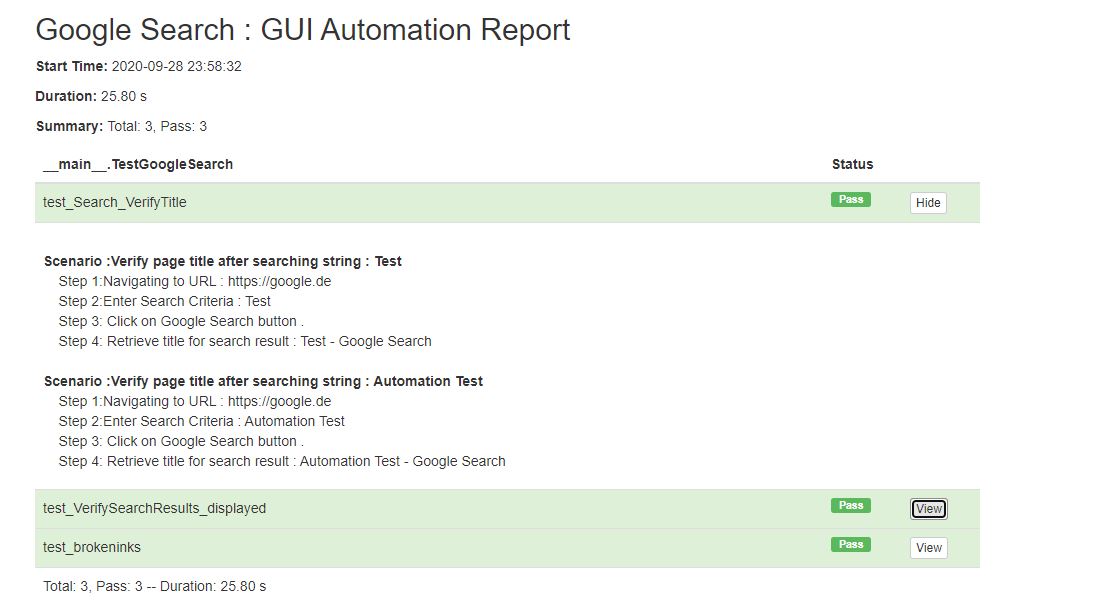 Google Search : GUI Automation Report
Start Time: 2020-09-28 23:58:32
Duration: 25.80 s
Summary: Total: 3, Pass: 3
__main__.TestGoogleSearch Status
test_Search_VerifyTitle Pass Hide
Scenario :Verify page title after searching string : Test
Step 1:Navigating to URL : https://google.de
Step 2:Enter Search Criteria : Test
Step 3: Click on Google Search button .
Step 4: Retrieve title for search result : Test - Google Search
Scenario :Verify page title after searching string : Automation Test
Step 1:Navigating to URL : https://google.de
Step 2:Enter Search Criteria : Automation Test
Step 3: Click on Google Search button .
Step 4: Retrieve title for search result : Automation Test - Google Search
test_VerifySearchResults_displayed Pass View
test_brokeninks Pass View
Total: 3, Pass: 3 -- Duration: 25.80 s